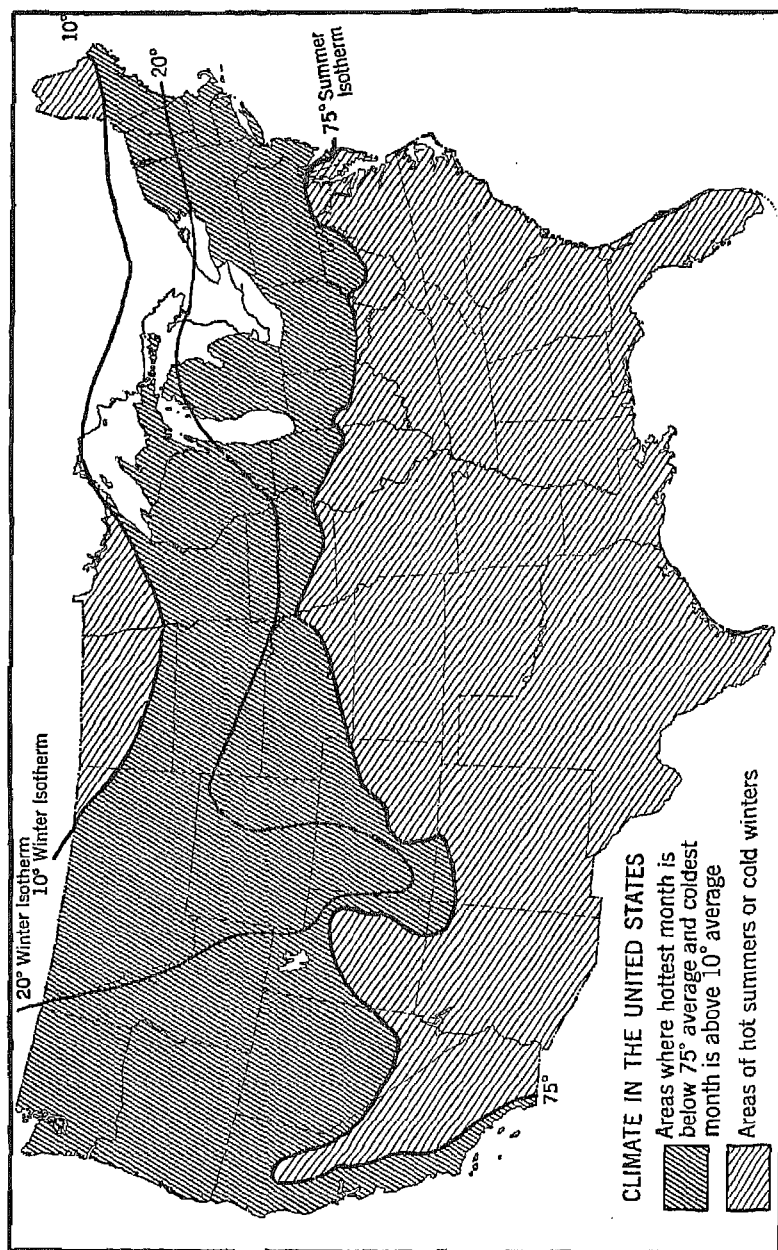 10°
20°
75° Summer
Isotherm
20° Winter Isotherm
10° Winter Isotherm
75°
CLIMATE IN THE UNITED STATES
Areas where hottest month is
below 75° average and coldest
month is above 10° average
Areas of hot summers or cold winters